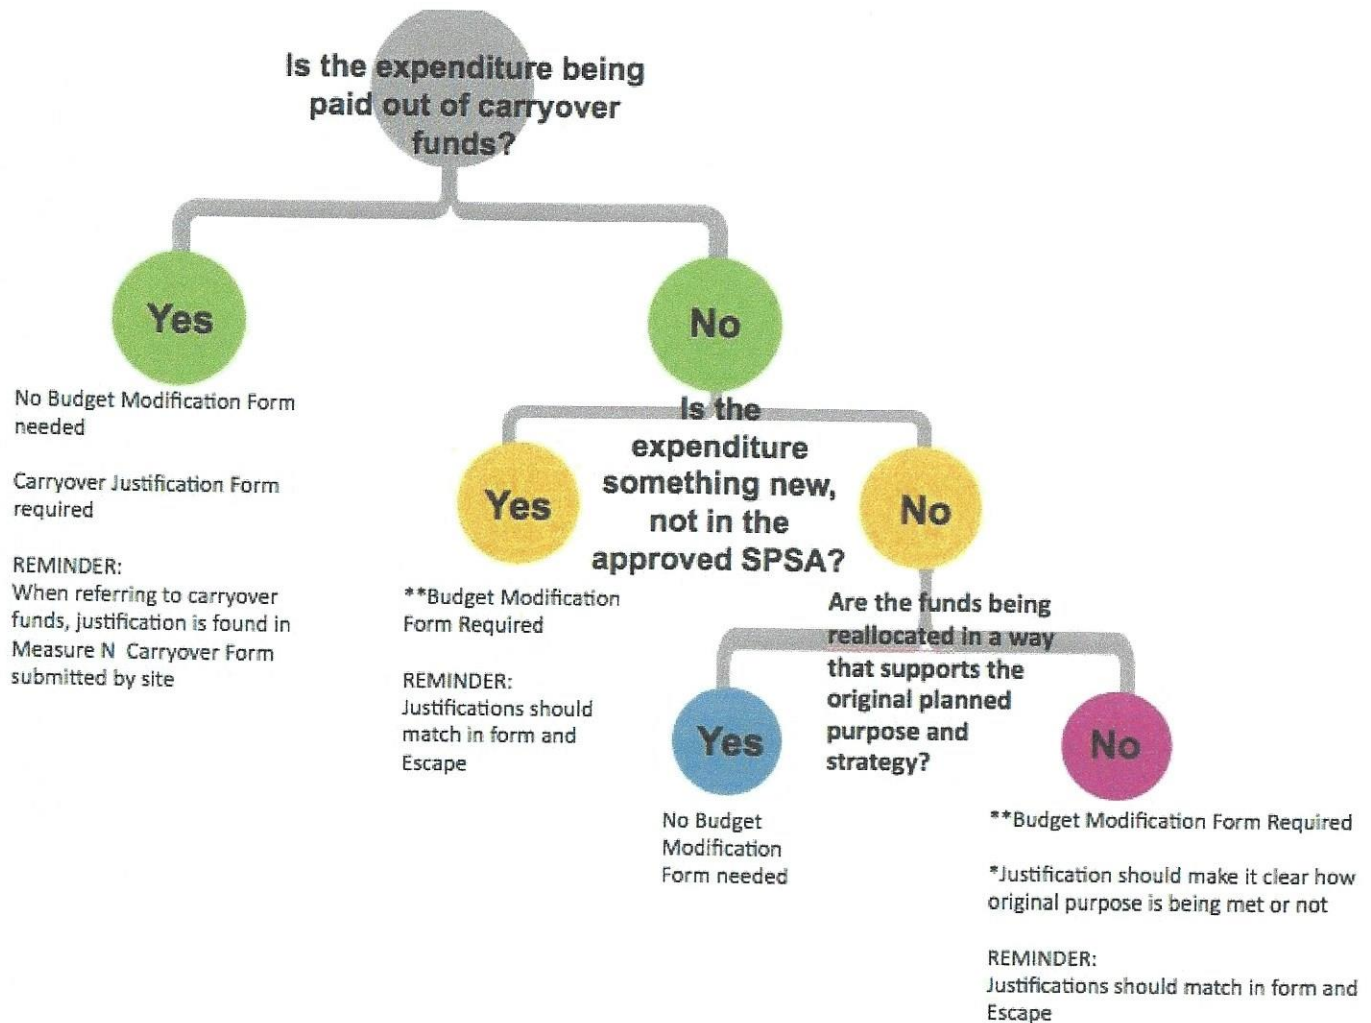 Is the expenditure being
paid out of carryover
funds?
Yes
No
No Budget Modification Form
needed
Carryover Justification Form
required
REMINDER:
When referring to carryover
funds, justification is found in
Measure N Carryover Form
submitted by site
Is the
expenditure
something new,
not in the
approved SPSA?
Yes
No
**Budget Modification
Form Required
REMINDER:
Justifications should
match in form and
Escape
Are the funds being
reallocated in a way
that supports the
original planned
purpose and
strategy?
Yes
No
No Budget
Modification
Form needed
**Budget Modification Form Required
*Justification should make it clear how
original purpose is being met or not
REMINDER:
Justifications should match in form and
Escape